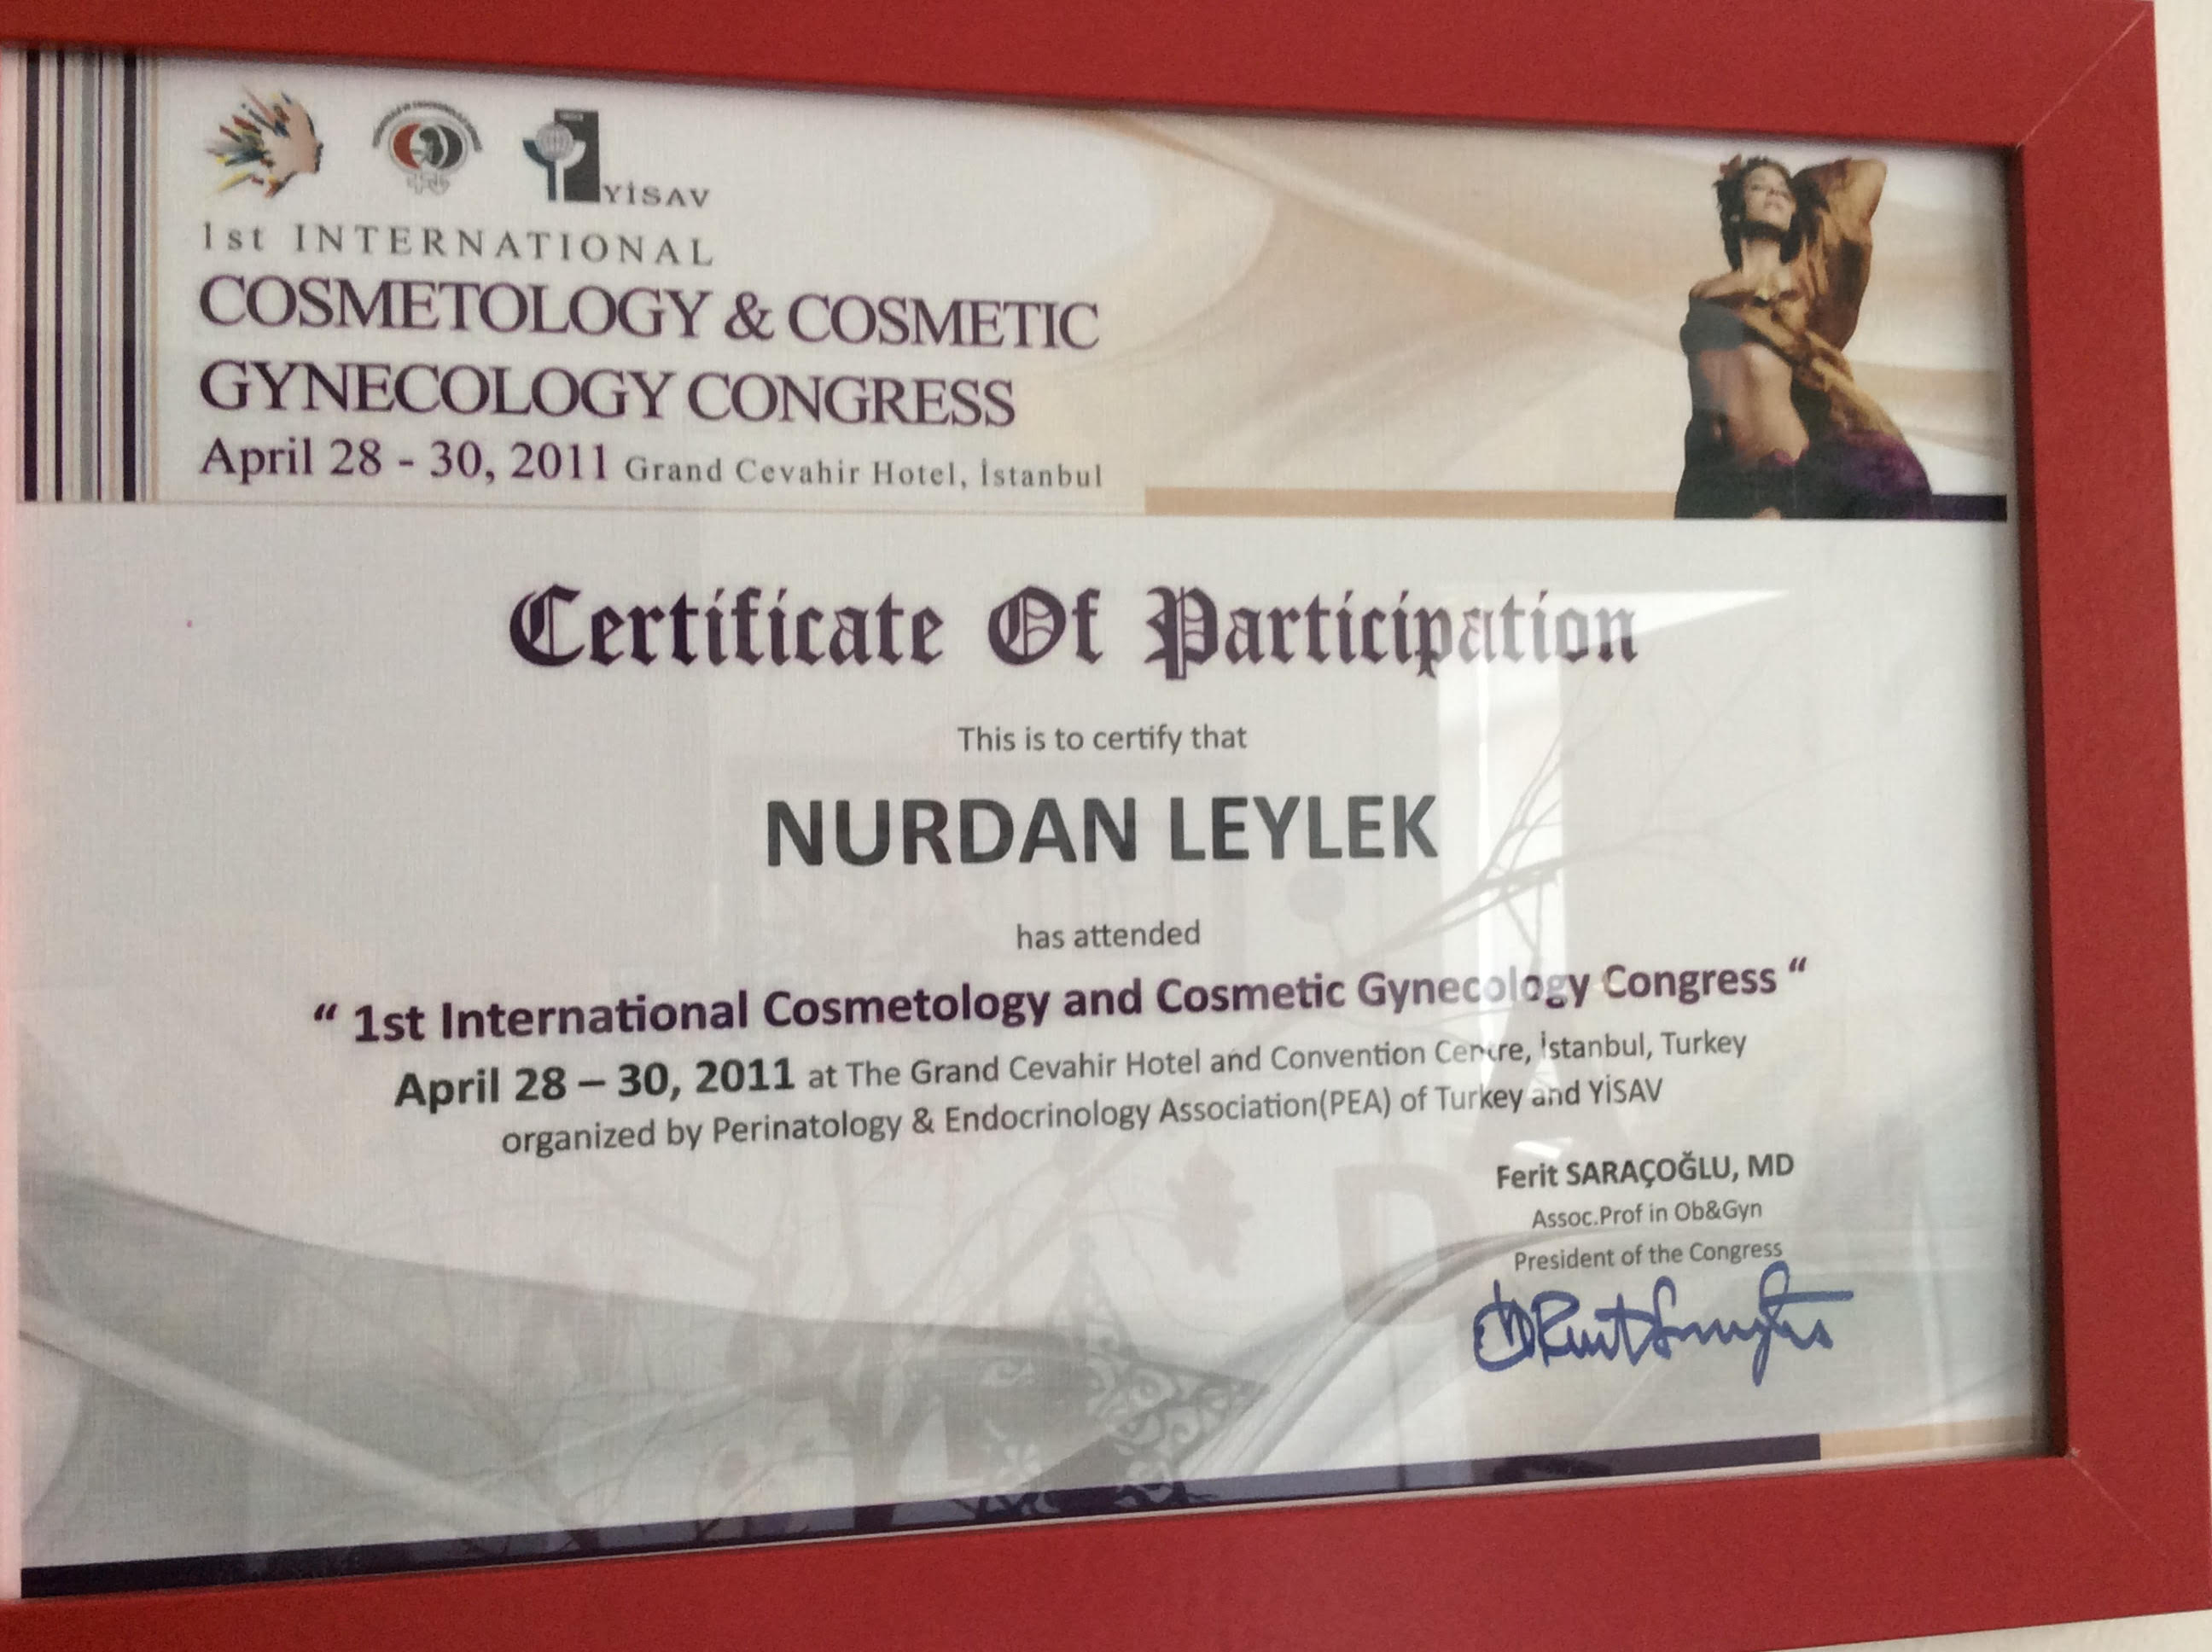 YİSAV
1st INTERNATIONAL
COSMETOLOGY & COSMETIC
GYNECOLOGY CONGRESS
April 28 - 30, 2011 Grand Cevahir Hotel, İstanbul
Certificate Of Participation
This is to certify that
NURDAN LEYLEK
has attended
“ 1st International Cosmetology and Cosmetic Gynecology Congress “
April 28 – 30, 2011 at The Grand Cevahir Hotel and Convention Centre, İstanbul, Turkey
organized by Perinatology & Endocrinology Association(PEA) of Turkey and YİSAV
Ferit SARAÇOĞLU, MD
Assoc.Prof in Ob&Gyn
President of the Congress